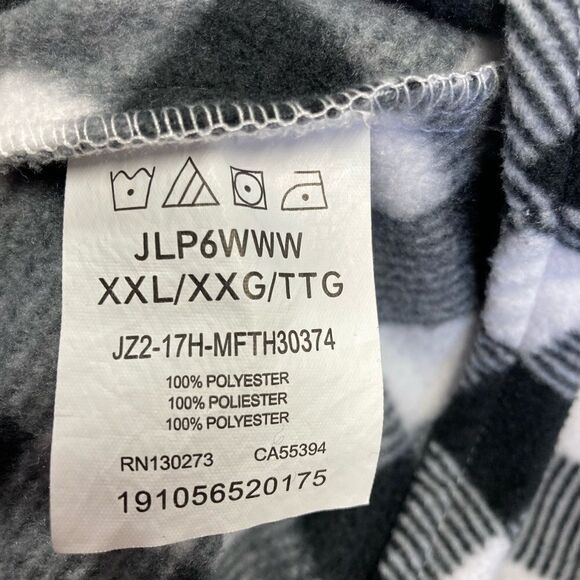 JLP6WWW
XXL/XXG/TTG
JZ2-17H-MFTH30374
100% POLYESTER
100% POLIESTER
100% POLYESTER
RN130273 CA55394
191056520175